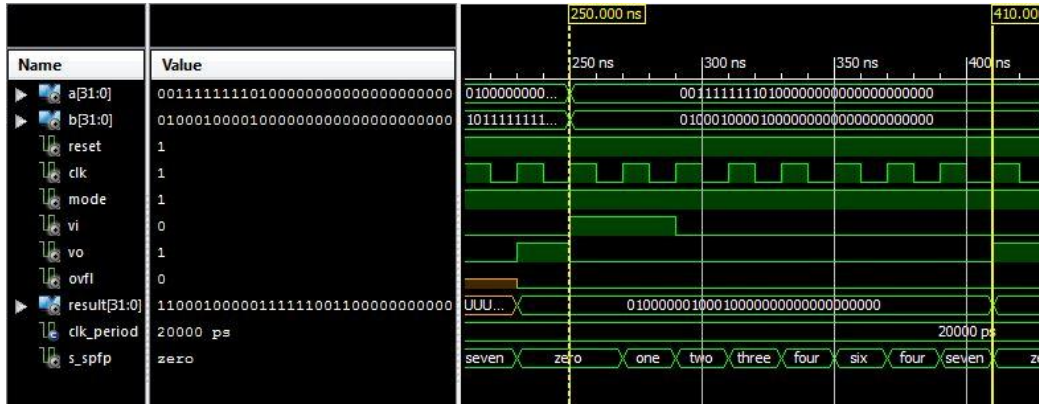 250.000 ns
410.00
Name
Value
250 ns
300 ns
350 ns
400 ns
a[31:0]
00111111110100000000000000000000
0100000000...
00111111110100000000000000000000
b[31:0]
01000100001000000000000000000000
1011111111...
01000100001000000000000000000000
reset
1
clk
1
mode
1
vi
0
vo
1
ovfl
0
result[31:0]
11000100000111111001100000000000
UUU...
01000000100010000000000000000000
clk_period
20000 ps
20000 ps
s_spfp
zero
seven
zero
one
two
three
four
six
four
seven